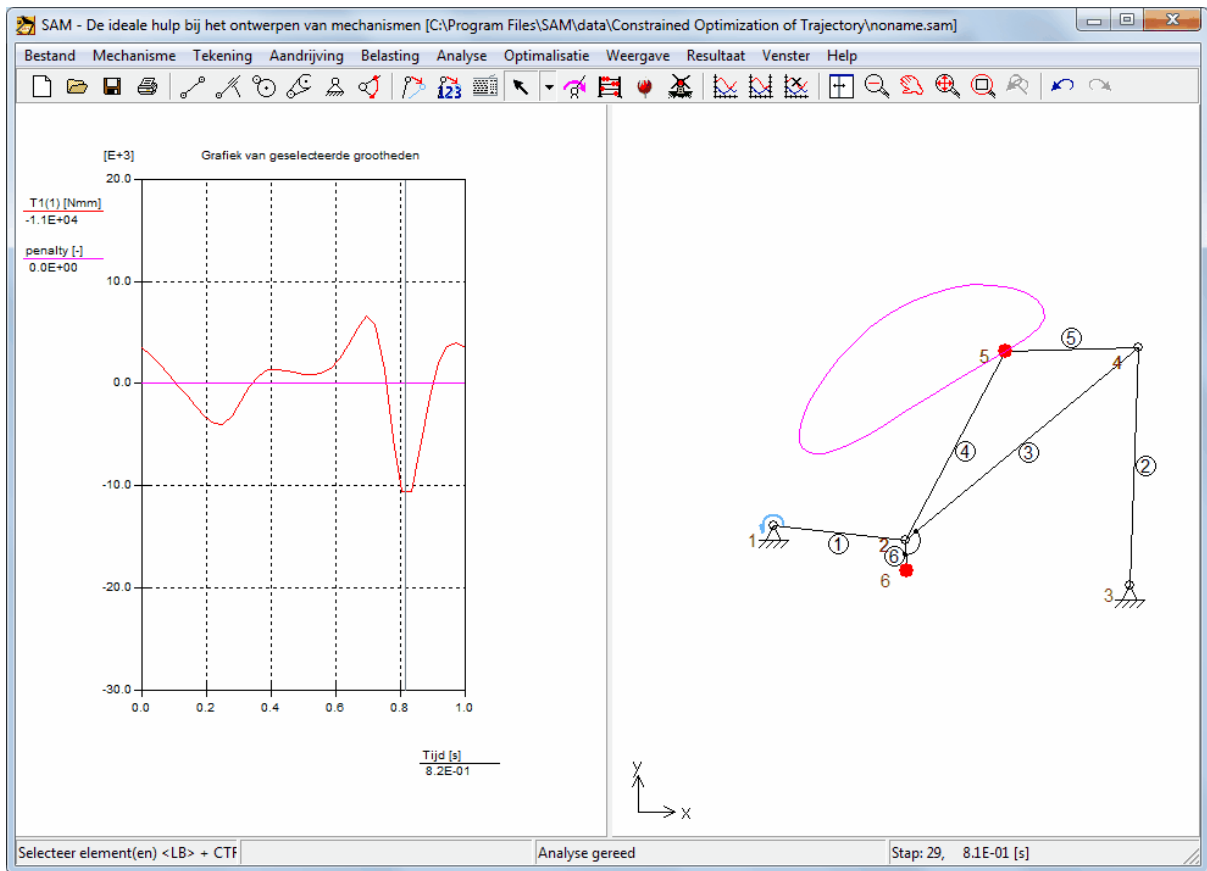 SAM - De ideale hulp bij het ontwerpen van mechanismen [C:\Program Files\SAM\data\Constrained Optimization of Trajectory\noname.sam]
Bestand Mechanisme Tekening Aandrijving Belasting Analyse Optimalisatie Weergave Resultaat Venster Help
123
[E+3] Grafiek van geselecteerde grootheden
20.0
T1(1) [Nmm]
-1.1E+04
penalty [-]
0.0E+00
10.0
0.0
-10.0
-20.0
-30.0
0.0 0.2 0.4 0.6 0.8 1.0
Tijd [s]
8.2E-01
5
5
4
4
3
2
1
1
2
6
6
3
y
x
Selecteer element(en) <LB> + CTF
Analyse gereed
Stap: 29, 8.1E-01 [s]